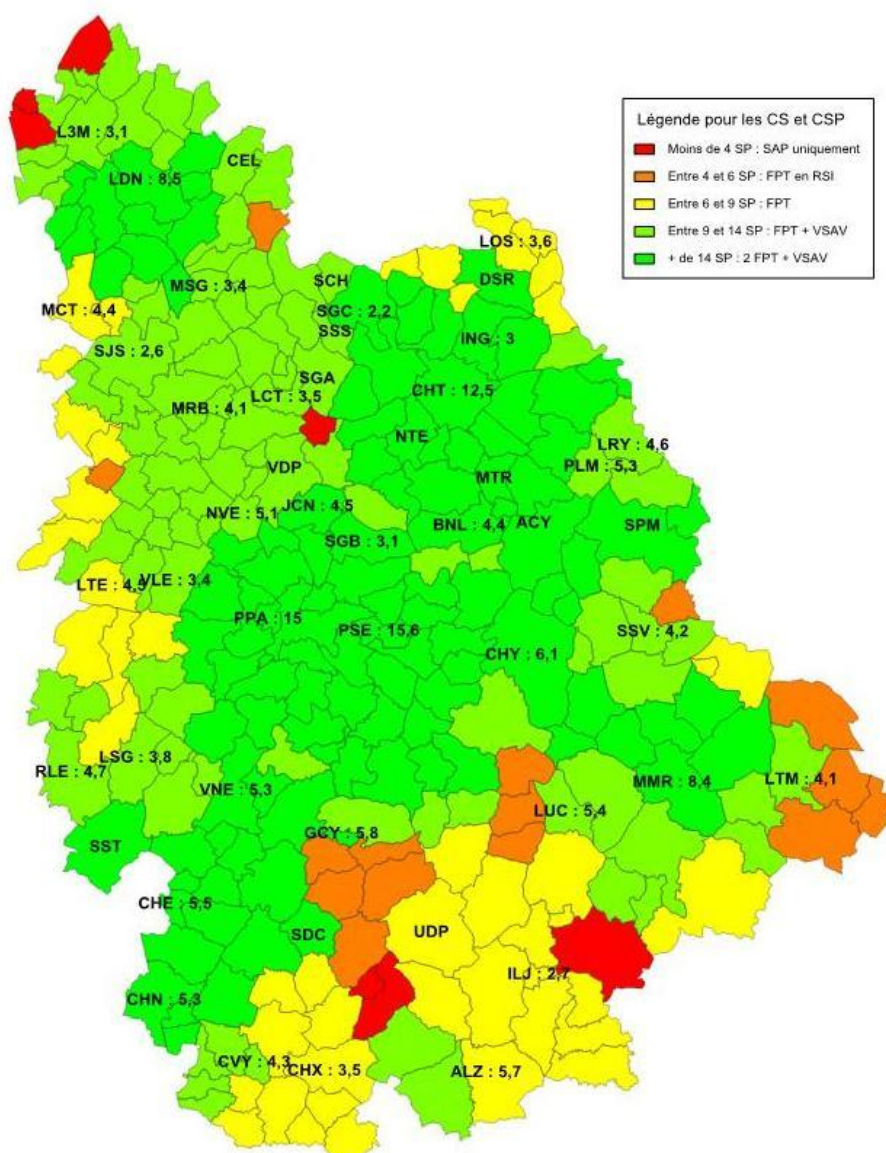 Légende pour les CS et CSP
Moins de 4 SP : SAP uniquement
Entre 4 et 6 SP : FPT en RSI
Entre 6 et 9 SP : FPT
Entre 9 et 14 SP : FPT + VSAV
+ de 14 SP : 2 FPT + VSAV
L3M : 3,1
CEL
LDN : 8,5
LOS : 3,6
SCH
DSR
MSG : 3,4
MCT : 4,4
SGC : 2,2
SSS
ING : 3
SJS : 2,6
SGA
CHT : 12,5
LCT : 3,5
MRB : 4,1
NTE
LRY : 4,6
VDP
PLM : 5,3
MTR
JCN : 4,5
NVE : 5,1
BNL : 4,4
ACY
SPM
SGB : 3,1
VLE : 3,4
LTE : 4,5
PPA : 15
PSE : 15,6
SSV : 4,2
CHY : 6,1
LSG : 3,8
RLE : 4,7
VNE : 5,3
MMR : 8,4
LTM : 4,1
LUC : 5,4
GCY : 5,8
SST
CHE : 5,5
SDC
UDP
ILJ : 2,7
CHN : 5,3
CVY : 4,3
CHX : 3,5
ALZ : 5,7